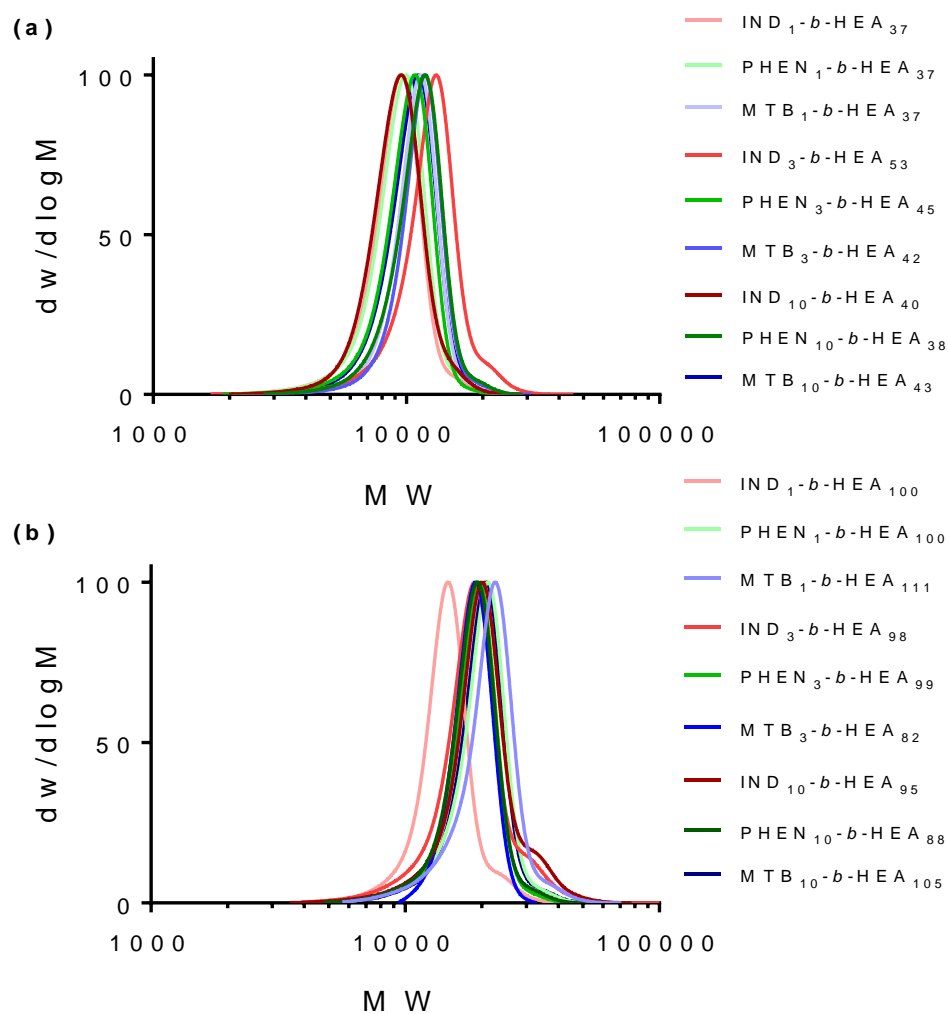 (a)
IND₁-b-HEA₃₇
PHEN₁-b-HEA₃₇
MTB₁-b-HEA₃₇
IND₃-b-HEA₅₃
PHEN₃-b-HEA₄₅
MTB₃-b-HEA₄₂
IND₁₀-b-HEA₄₀
PHEN₁₀-b-HEA₃₈
MTB₁₀-b-HEA₄₃
dw/dlogM
100
50
0
1000
10000
100000
MW
(b)
IND₁-b-HEA₁₀₀
PHEN₁-b-HEA₁₀₀
MTB₁-b-HEA₁₁₁
IND₃-b-HEA₉₈
PHEN₃-b-HEA₉₉
MTB₃-b-HEA₈₂
IND₁₀-b-HEA₉₅
PHEN₁₀-b-HEA₈₈
MTB₁₀-b-HEA₁₀₅
dw/dlogM
100
50
0
1000
10000
100000
MW